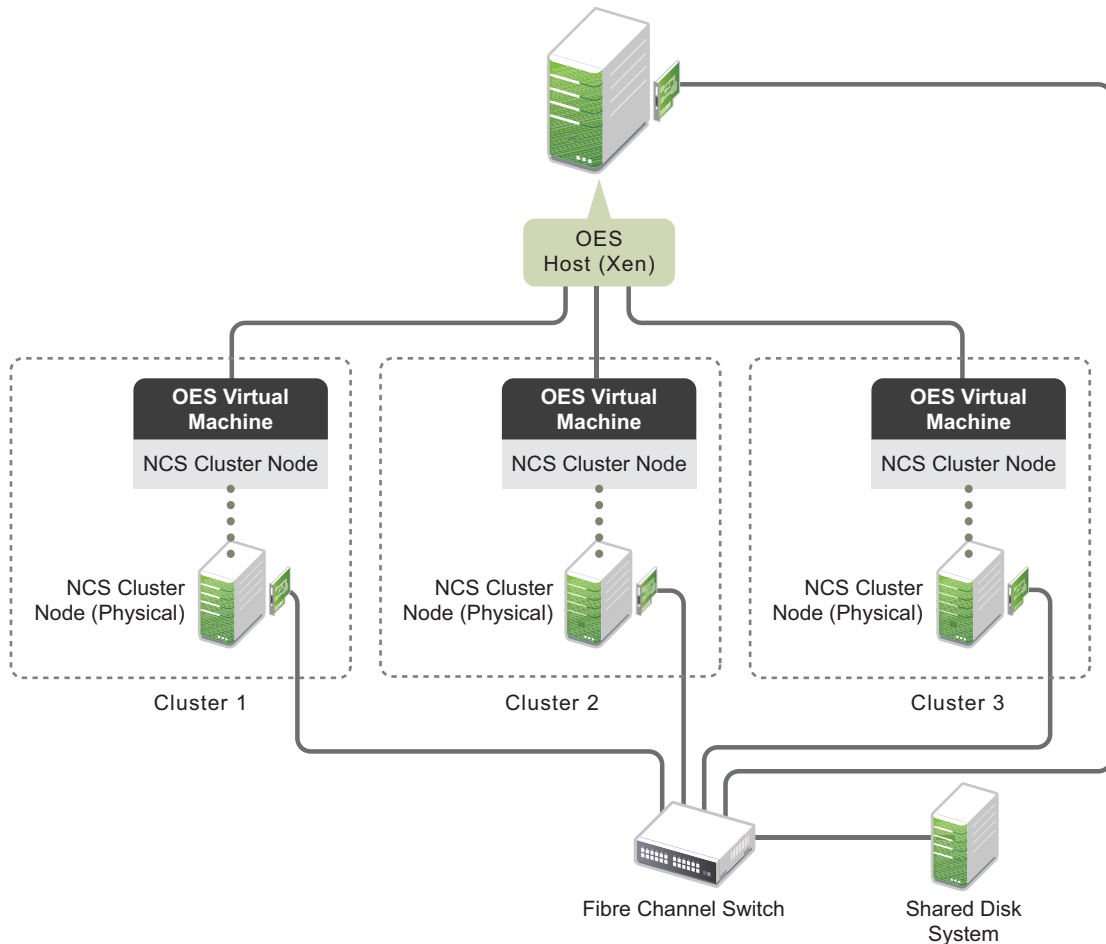 OES
Host (Xen)
OES Virtual
Machine
NCS Cluster Node
NCS Cluster
Node (Physical)
Cluster 1
OES Virtual
Machine
NCS Cluster Node
NCS Cluster
Node (Physical)
Cluster 2
OES Virtual
Machine
NCS Cluster Node
NCS Cluster
Node (Physical)
Cluster 3
Fibre Channel Switch
Shared Disk
System